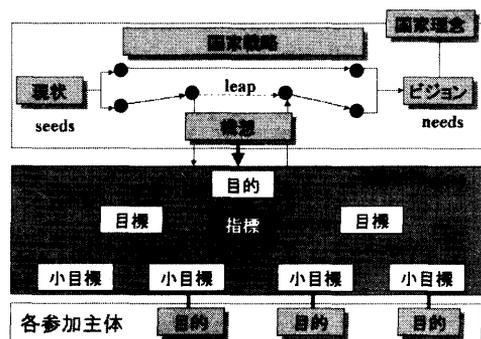 国家理念
国家戦略
現状
leap
ビジョン
seeds
構想
needs
目的
目標
指標
目標
小目標 小目標 小目標 小目標
各参加主体 目的 目的 目的